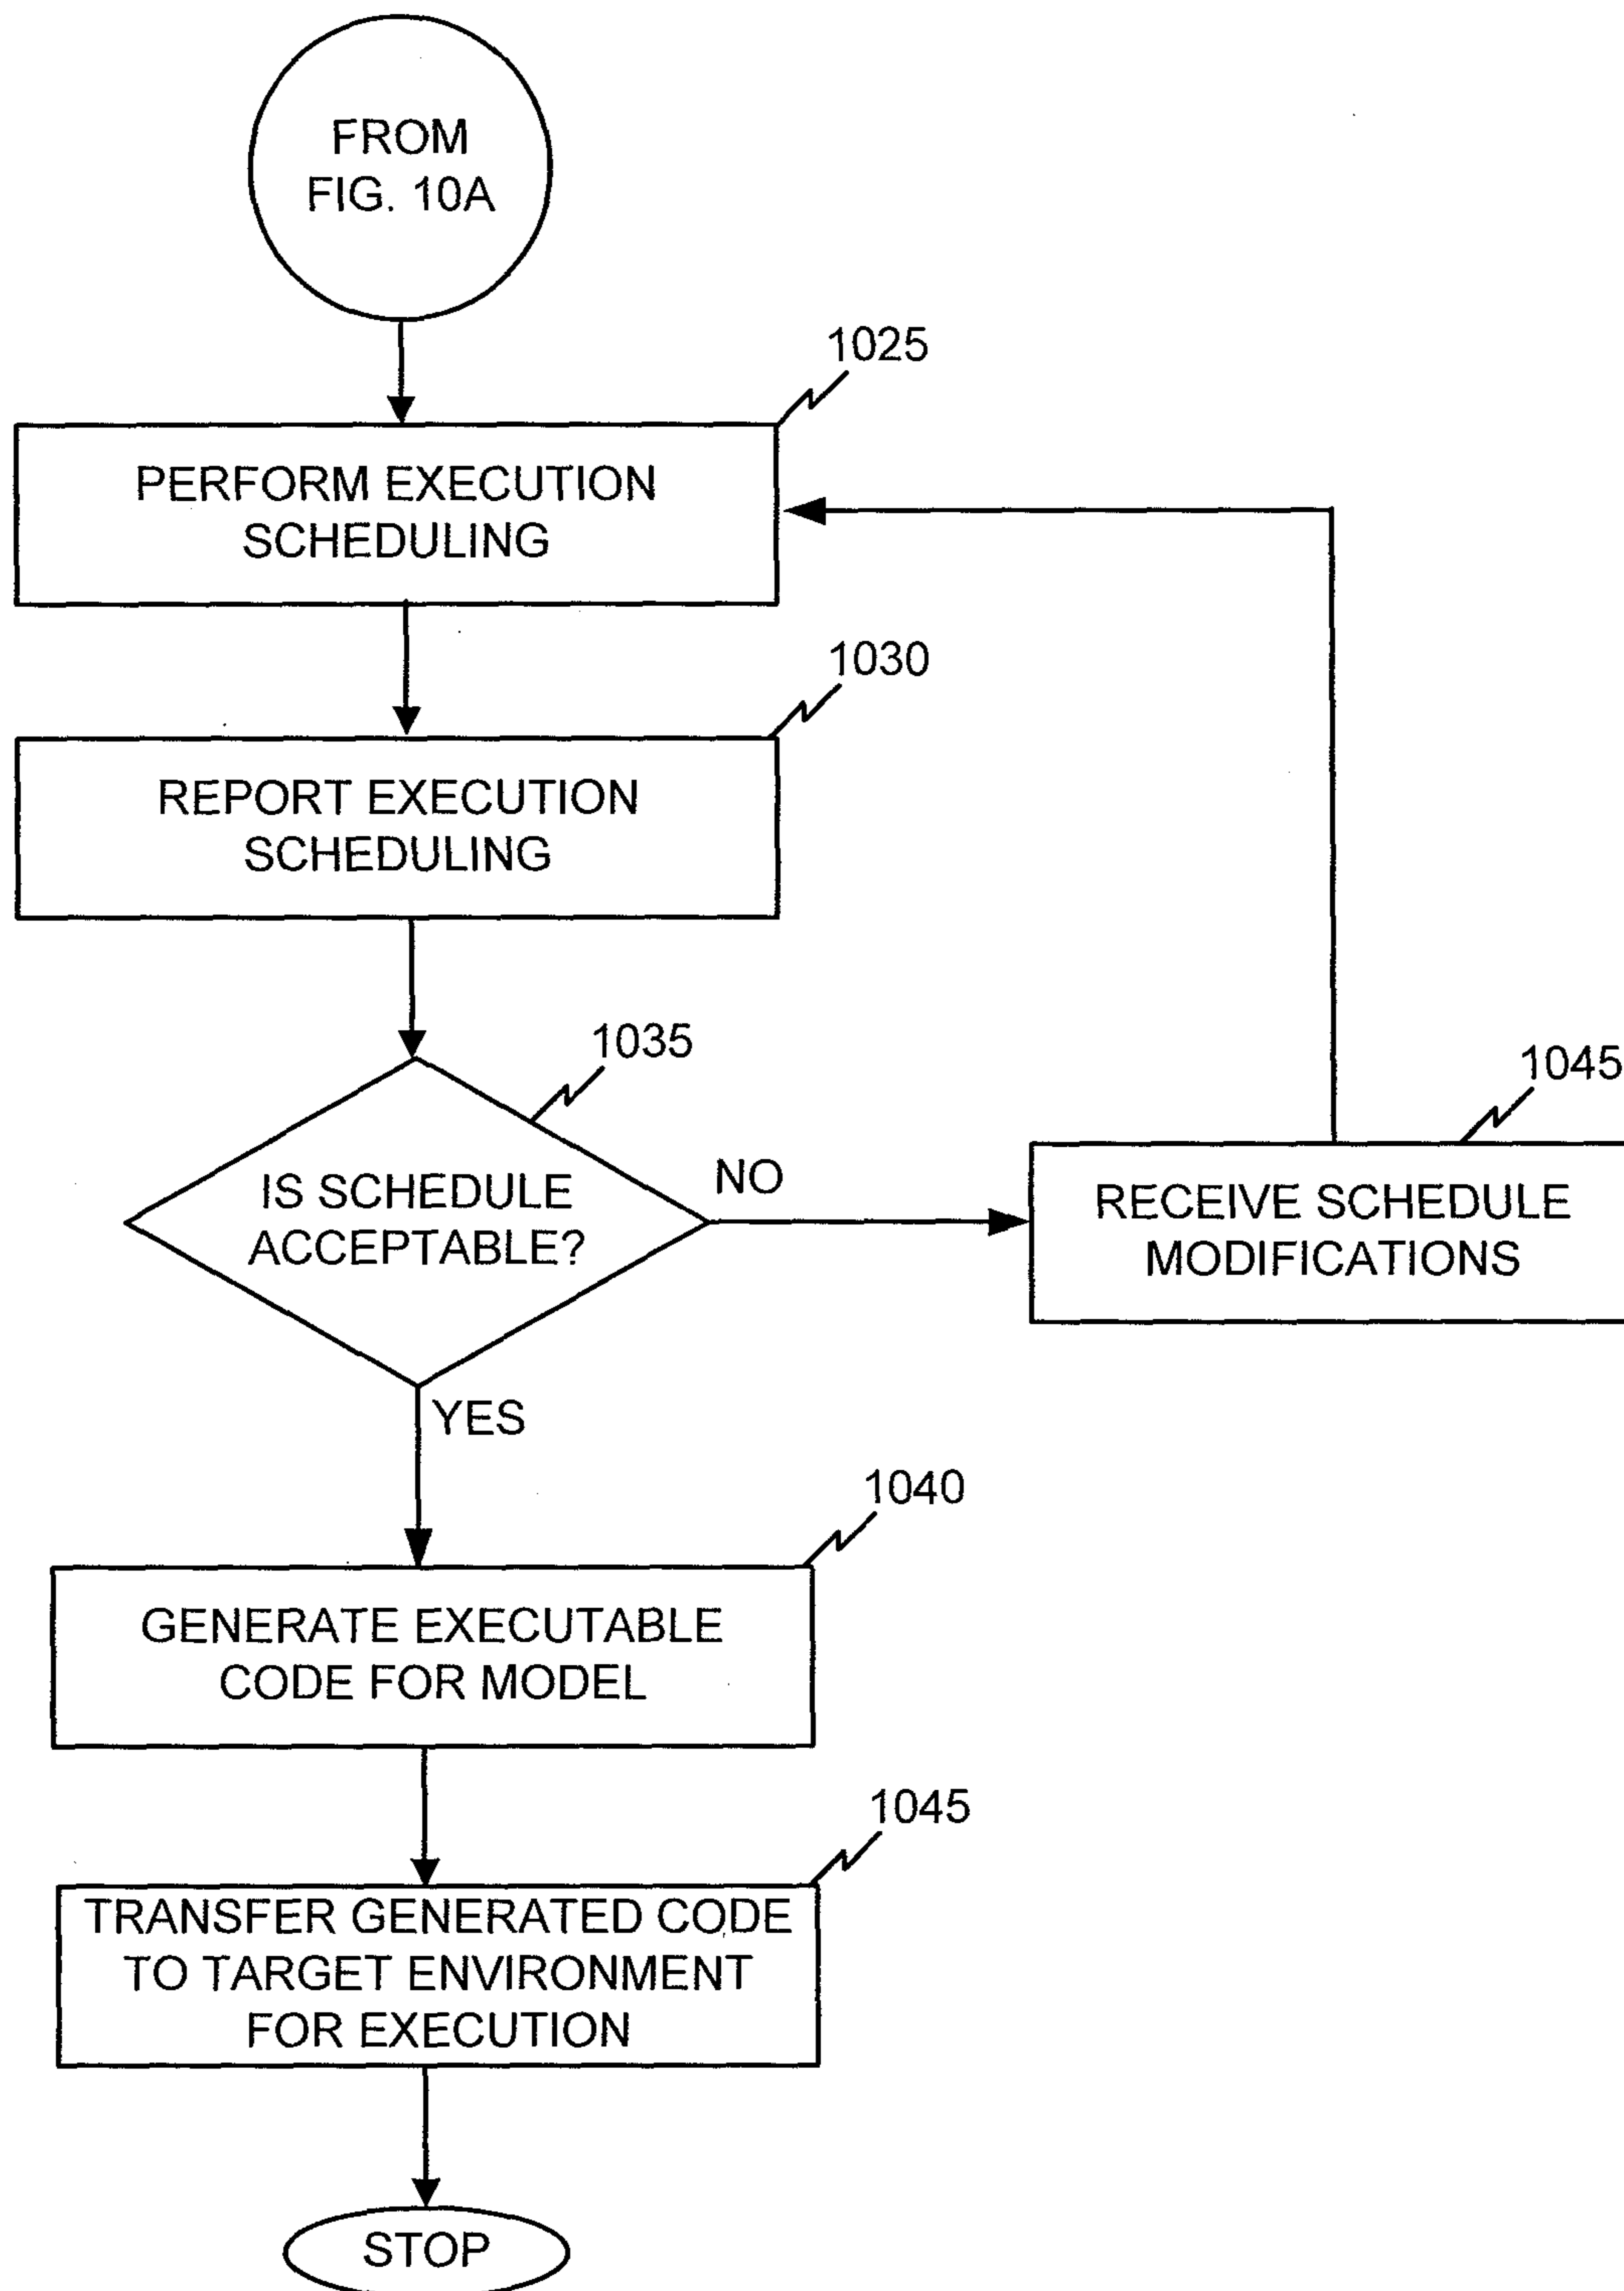 FROM
FIG. 10A
1025
PERFORM EXECUTION
SCHEDULING
1030
REPORT EXECUTION
SCHEDULING
1035
IS SCHEDULE
ACCEPTABLE?
NO
1045
RECEIVE SCHEDULE
MODIFICATIONS
YES
1040
GENERATE EXECUTABLE
CODE FOR MODEL
1045
TRANSFER GENERATED CODE
TO TARGET ENVIRONMENT
FOR EXECUTION
STOP